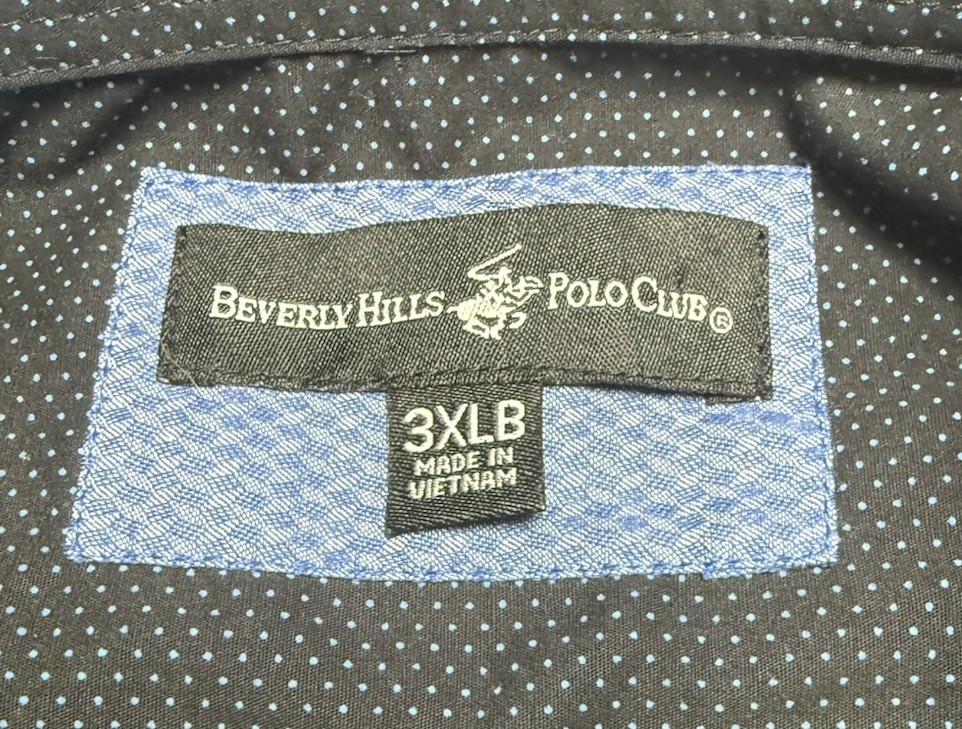 BEVERLY HILLS POLO CLUB®
3XLB
MADE IN
VIETNAM